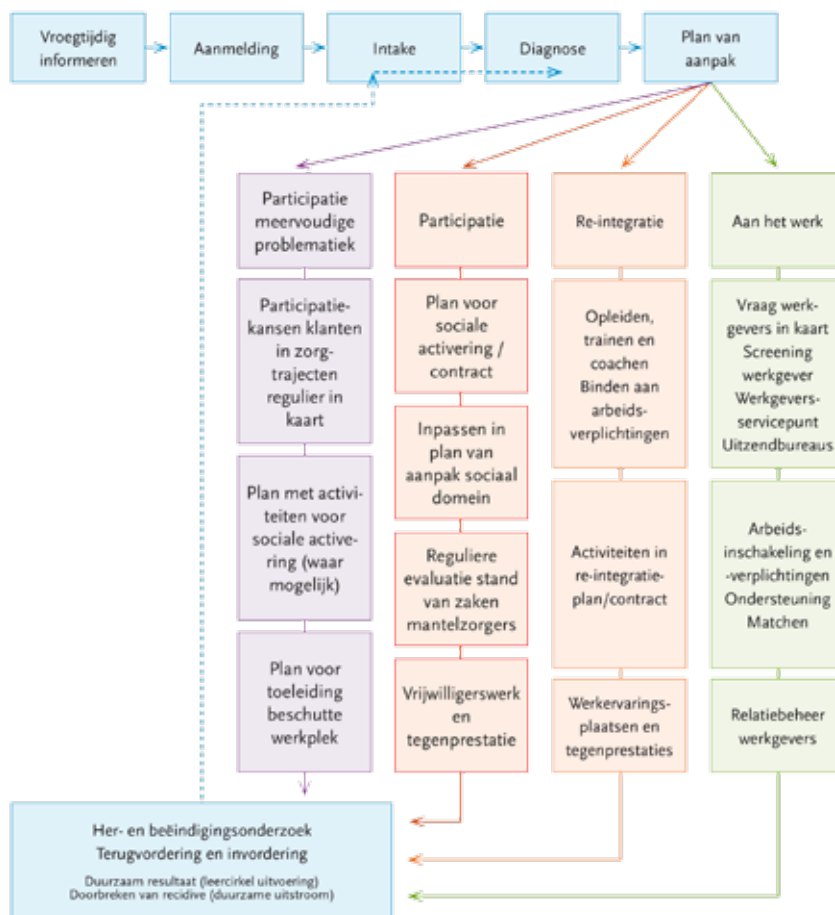 Vroegtijdig
informeren
Aanmelding
Intake
Diagnose
Plan van
aanpak
Participatie
meervoudige
problematiek
Participatie-
kansen klanten
in zorg-
trajecten
regulier in
kaart
Plan met activi-
teiten voor
sociale active-
ring (waar
mogelijk)
Plan voor
toeleiding
beschutte
werkplek
Participatie
Plan voor
sociale
activering /
contract
Inpassen in
plan van
aanpak sociaal
domein
Reguliere
evaluatie stand
van zaken
mantelzorgers
Vrijwilligerswerk
en
tegenprestatie
Re-integratie
Opleiden,
trainen en
coachen
Binden aan
arbeids-
verplichtingen
Activiteiten in
re-integratie-
plan/contract
Werkervarings-
plaatsen en
tegenprestaties
Aan het werk
Vraag werk-
gevers in kaart
Screening
werkgever
Werkgevers-
servicepunt
Uitzendbureaus
Arbeids-
inschakeling en
-verplichtingen
Ondersteuning
Matchen
Relatiebeheer
werkgevers
Her- en beëindigingsonderzoek
Terugvordering en invordering
Duurzaam resultaat (leercirkel uitvoering)
Doorbreken van recidive (duurzame uitstroom)